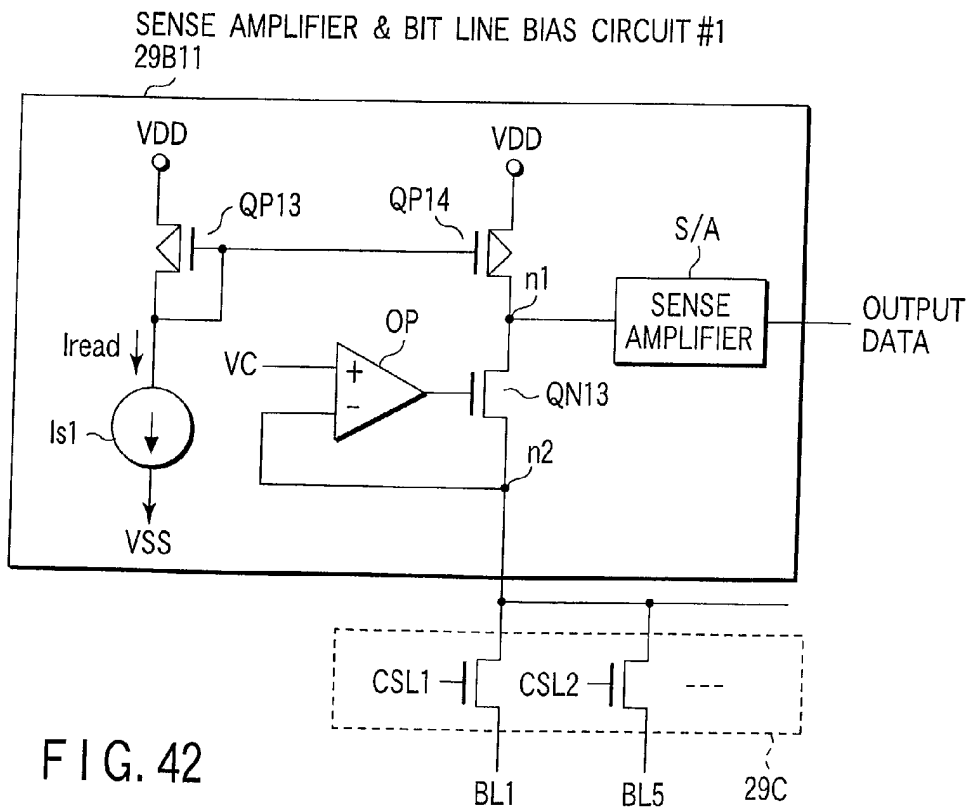 SENSE AMPLIFIER & BIT LINE BIAS CIRCUIT #1
29B11
VDD
VDD
QP13
QP14
S/A
n1
SENSE
AMPLIFIER
OUTPUT
DATA
Iread
OP
VC
+
-
QN13
Is1
n2
VSS
CSL1
CSL2
---
FIG. 42
BL1
BL5
29C